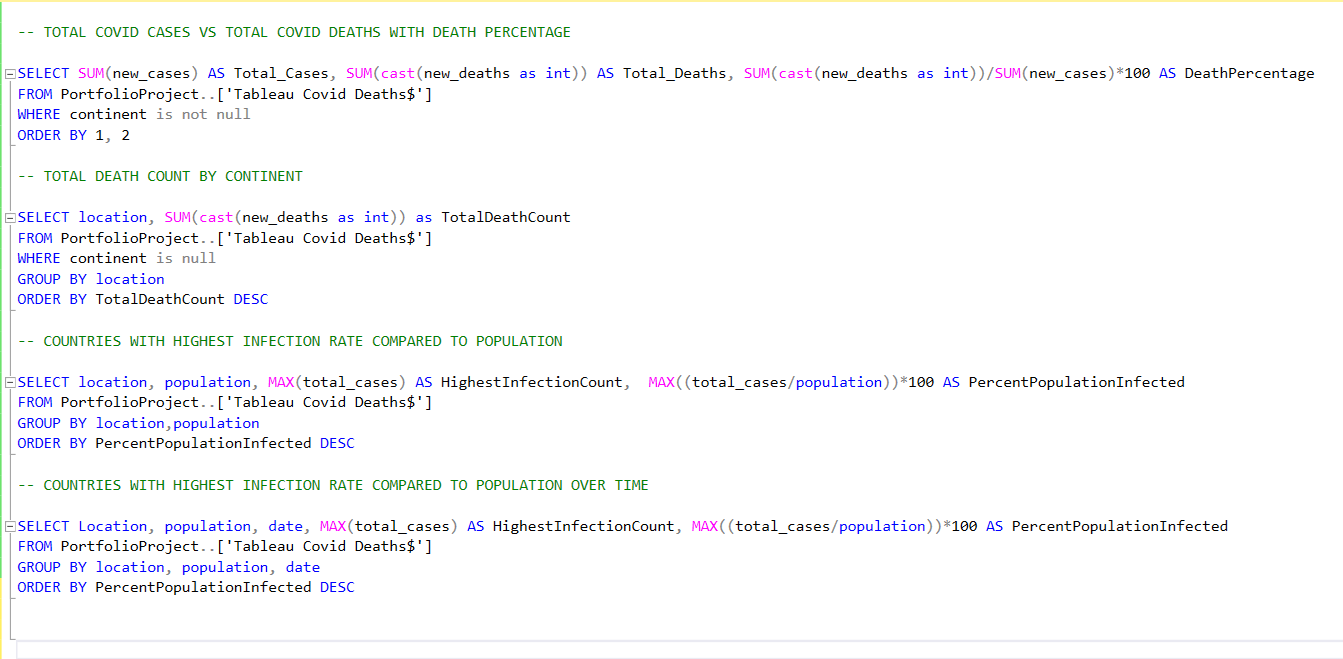 -- TOTAL COVID CASES VS TOTAL COVID DEATHS WITH DEATH PERCENTAGE
SELECT SUM(new_cases) AS Total_Cases, SUM(cast(new_deaths as int)) AS Total_Deaths, SUM(cast(new_deaths as int))/SUM(new_cases)*100 AS DeathPercentage
FROM PortfolioProject..['Tableau Covid Deaths$']
WHERE continent is not null
ORDER BY 1, 2
-- TOTAL DEATH COUNT BY CONTINENT
SELECT location, SUM(cast(new_deaths as int)) as TotalDeathCount
FROM PortfolioProject..['Tableau Covid Deaths$']
WHERE continent is null
GROUP BY location
ORDER BY TotalDeathCount DESC
-- COUNTRIES WITH HIGHEST INFECTION RATE COMPARED TO POPULATION
SELECT location, population, MAX(total_cases) AS HighestInfectionCount,  MAX((total_cases/population))*100 AS PercentPopulationInfected
FROM PortfolioProject..['Tableau Covid Deaths$']
GROUP BY location,population
ORDER BY PercentPopulationInfected DESC
-- COUNTRIES WITH HIGHEST INFECTION RATE COMPARED TO POPULATION OVER TIME
SELECT Location, population, date, MAX(total_cases) AS HighestInfectionCount, MAX((total_cases/population))*100 AS PercentPopulationInfected
FROM PortfolioProject..['Tableau Covid Deaths$']
GROUP BY location, population, date
ORDER BY PercentPopulationInfected DESC